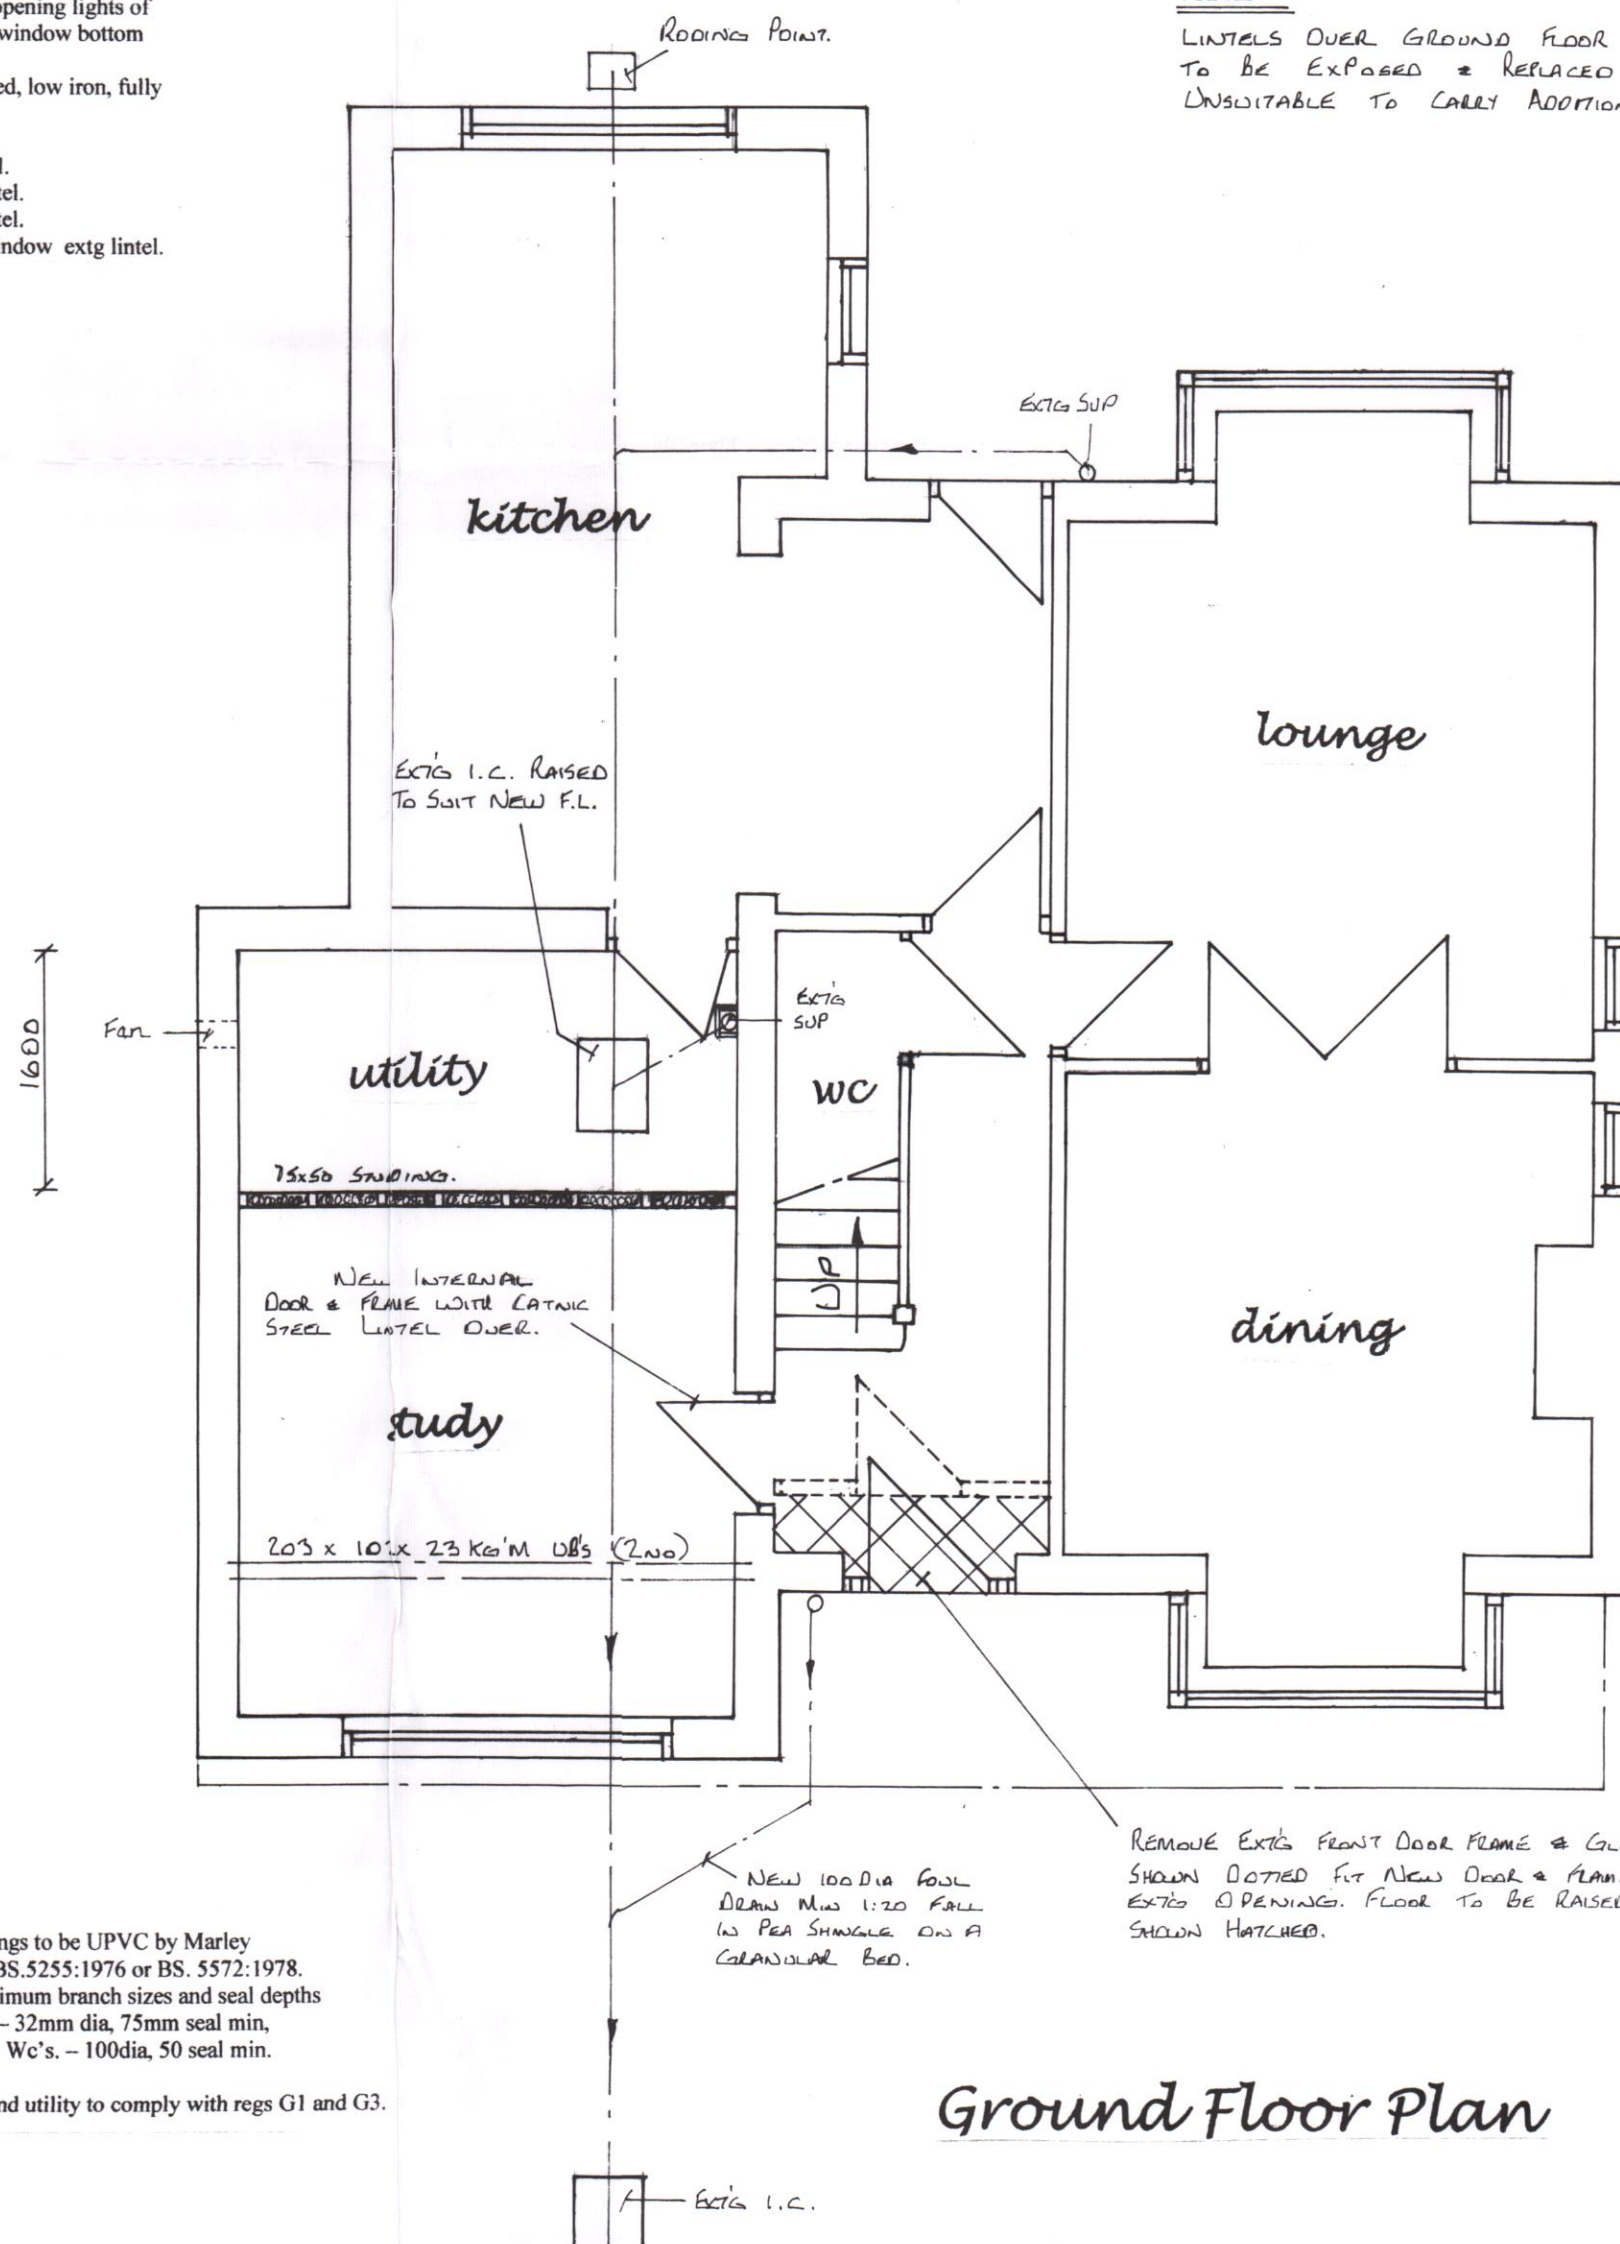 opening lights of
window bottom
ed, low iron, fully
l.
tel.
tel.
ndow extg lintel.
RODING POINT.
LINTELS OVER GROUND FLOOR
TO BE EXPOSED & REPLACED
UNSUITABLE TO CARRY ADDITION
EXTG SVP
kitchen
lounge
EXT'G I.C. RAISED
TO SUIT NEW F.L.
1600
Fan
EXT'G
SVP
utility
WC
75x50 STUDDING.
UP
NEW INTERNAL
DOOR & FRAME WITH CATNIC
STEEL LINTEL OVER.
dining
study
203 x 102 x 23 KG'M UB'S (2NO)
REMOVE EXT'G FRONT DOOR FRAME & GL
SHOWN DOTTED FIT NEW DOOR & FRAM
EXT'G OPENING. FLOOR TO BE RAISED
SHOWN HATCHED.
NEW 100 DIA FOUL
DRAIN MIN 1:20 FALL
IN PEA SHINGLE ON A
GRANULAR BED.
ngs to be UPVC by Marley
BS.5255:1976 or BS. 5572:1978.
imum branch sizes and seal depths
– 32mm dia, 75mm seal min,
Wc's. – 100dia, 50 seal min.
nd utility to comply with regs G1 and G3.
Ground Floor Plan
EXT'G I.C.